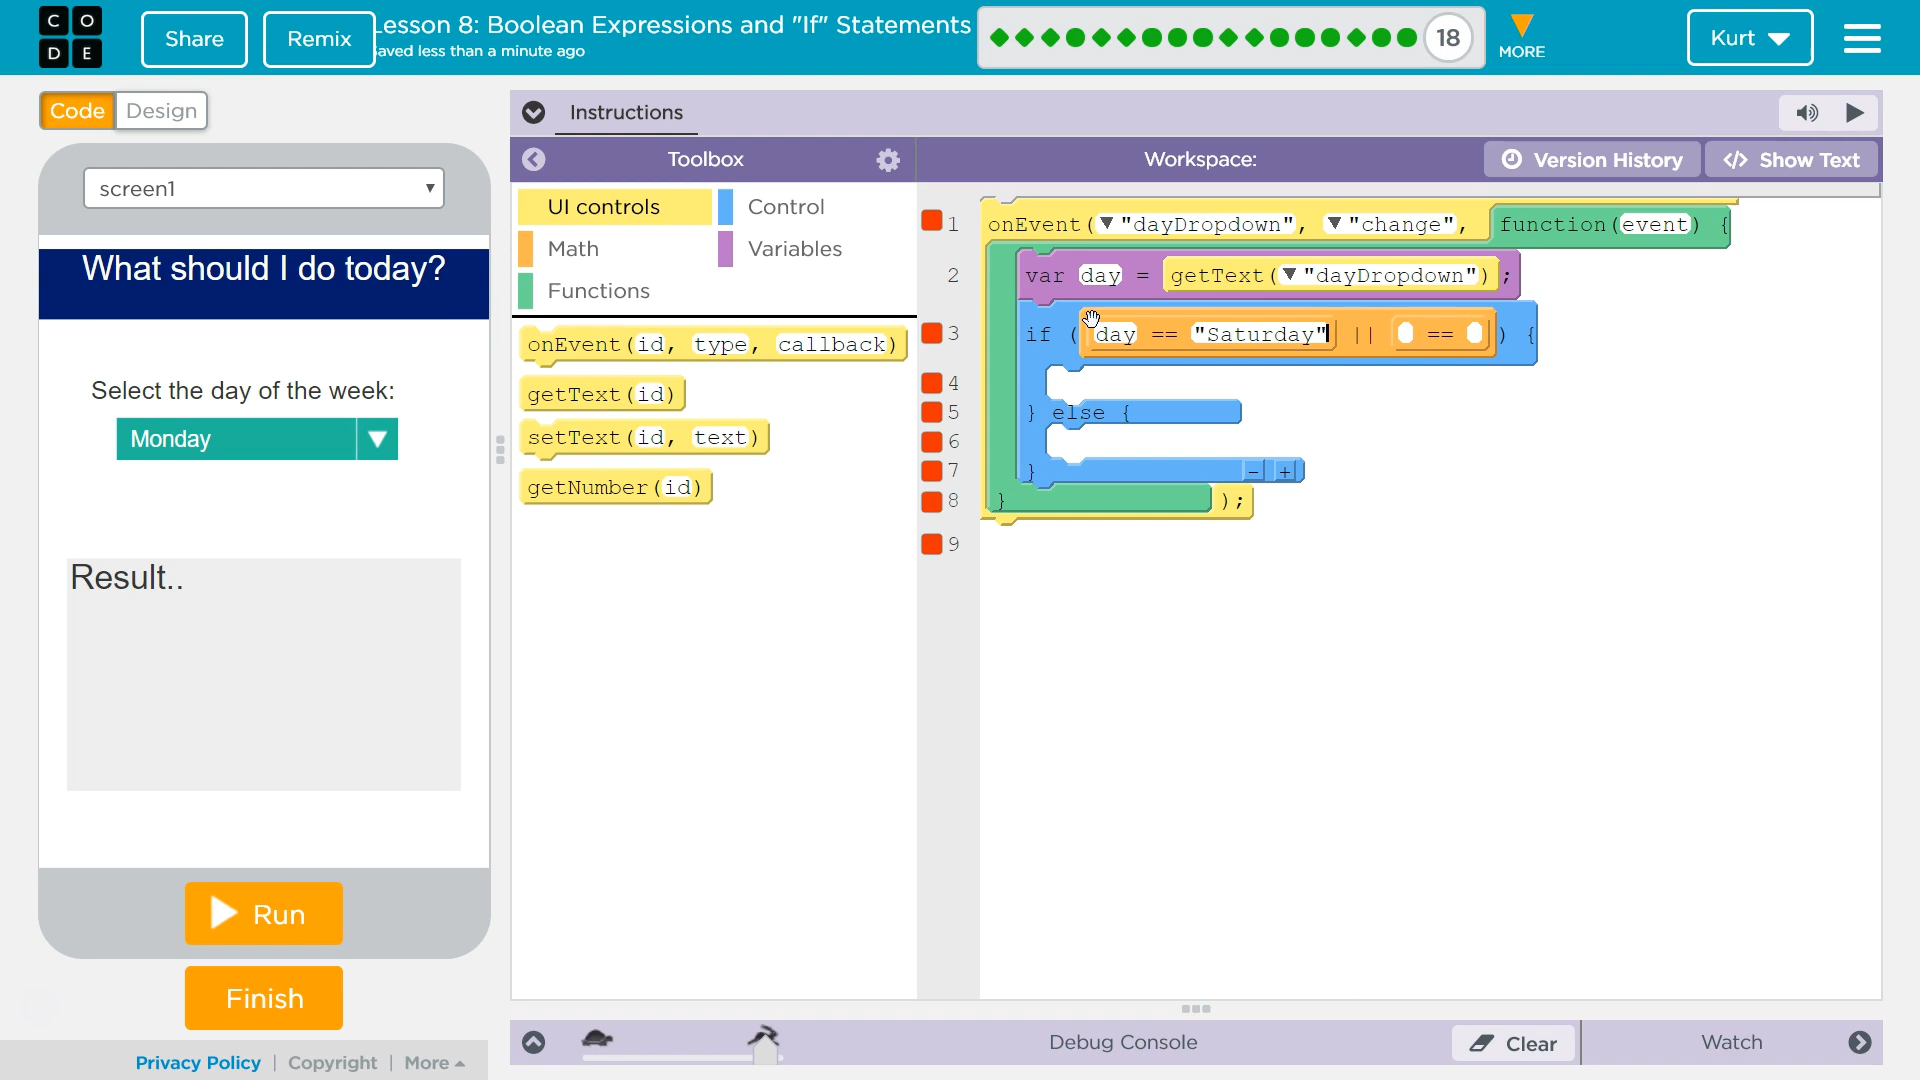 C O
D E
Share
Remix
Lesson 8: Boolean Expressions and "If" Statements
saved less than a minute ago
18
MORE
Kurt
Code
Design
Instructions
screen1
Toolbox
Workspace:
Version History
</> Show Text
UI controls
Control
Math
Variables
Functions
What should I do today?
Select the day of the week:
Monday
Result..
onEvent(id, type, callback)
getText(id)
setText(id, text)
getNumber(id)
1 onEvent("dayDropdown", "change", function(event) {
2 var day = getText("dayDropdown");
3 if (day == "Saturday" || == ) {
4
5 } else {
6
7 } - +
8 });
9
Run
Finish
Privacy Policy | Copyright | More
Debug Console
Clear
Watch